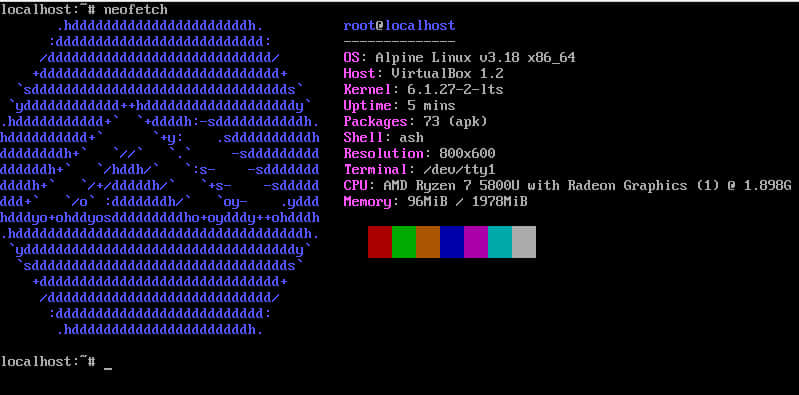 localhost:~# neofetch
root@localhost
--------------
OS: Alpine Linux v3.18 x86_64
Host: VirtualBox 1.2
Kernel: 6.1.27-2-lts
Uptime: 5 mins
Packages: 73 (apk)
Shell: ash
Resolution: 800x600
Terminal: /dev/tty1
CPU: AMD Ryzen 7 5800U with Radeon Graphics (1) @ 1.898G
Memory: 96MiB / 1978MiB
localhost:~# _